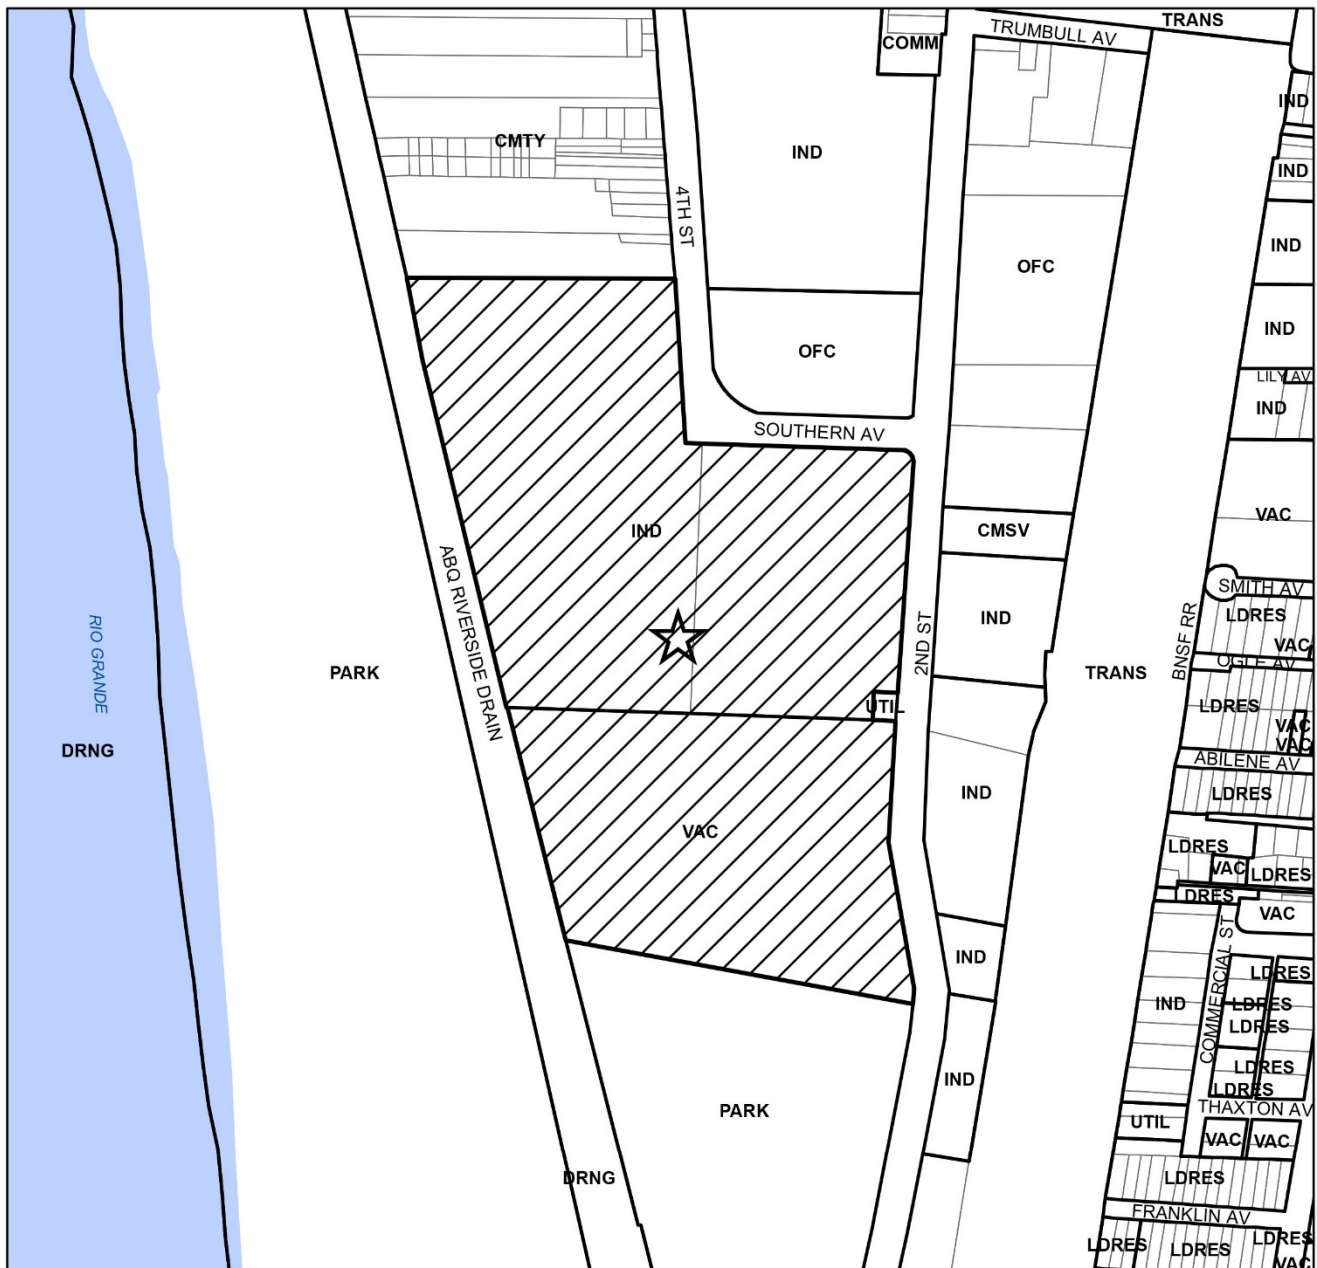 TRANS
TRUMBULL AV
COMM
IND
CMTY
IND
IND
4TH ST
IND
OFC
IND
OFC
LILY AV
IND
SOUTHERN AV
VAC
IND
CMSV
SMITH AV
ABQ RIVERSIDE DRAIN
IND
LDRES
2ND ST
BNSF RR
VAC
OGLE AV
RIO GRANDE
PARK
TRANS
LDRES
UTIL
VAC
VAC
DRNG
ABILENE AV
IND
LDRES
VAC
LDRES
VAC
LDRES
DRES
VAC
COMMERCIAL ST
IND
LDRES
IND
LDRES
LDRES
LDRES
IND
LDRES
PARK
THAXTON AV
UTIL
VAC
VAC
DRNG
LDRES
FRANKLIN AV
LDRES
LDRES
LDRES
VAC